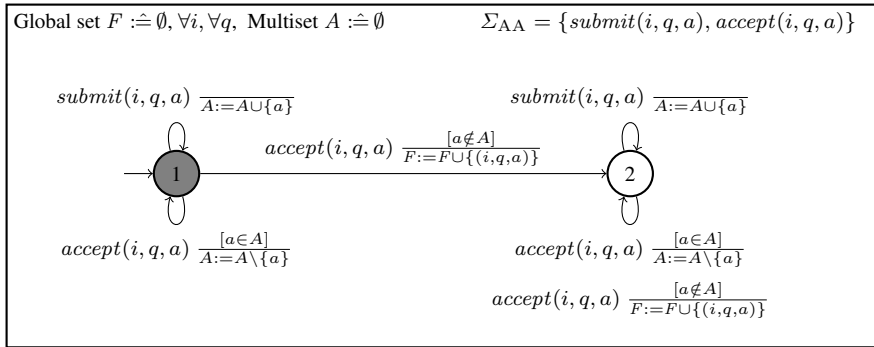 Global set F :≙ ∅, ∀i, ∀q, Multiset A :≙ ∅ Σ_AA = {submit(i, q, a), accept(i, q, a)}
submit(i, q, a) / A:=A∪{a}
submit(i, q, a) / A:=A∪{a}
accept(i, q, a) [a∉A] / F:=F∪{(i,q,a)}
1
2
accept(i, q, a) [a∈A] / A:=A\{a}
accept(i, q, a) [a∈A] / A:=A\{a}
accept(i, q, a) [a∉A] / F:=F∪{(i,q,a)}